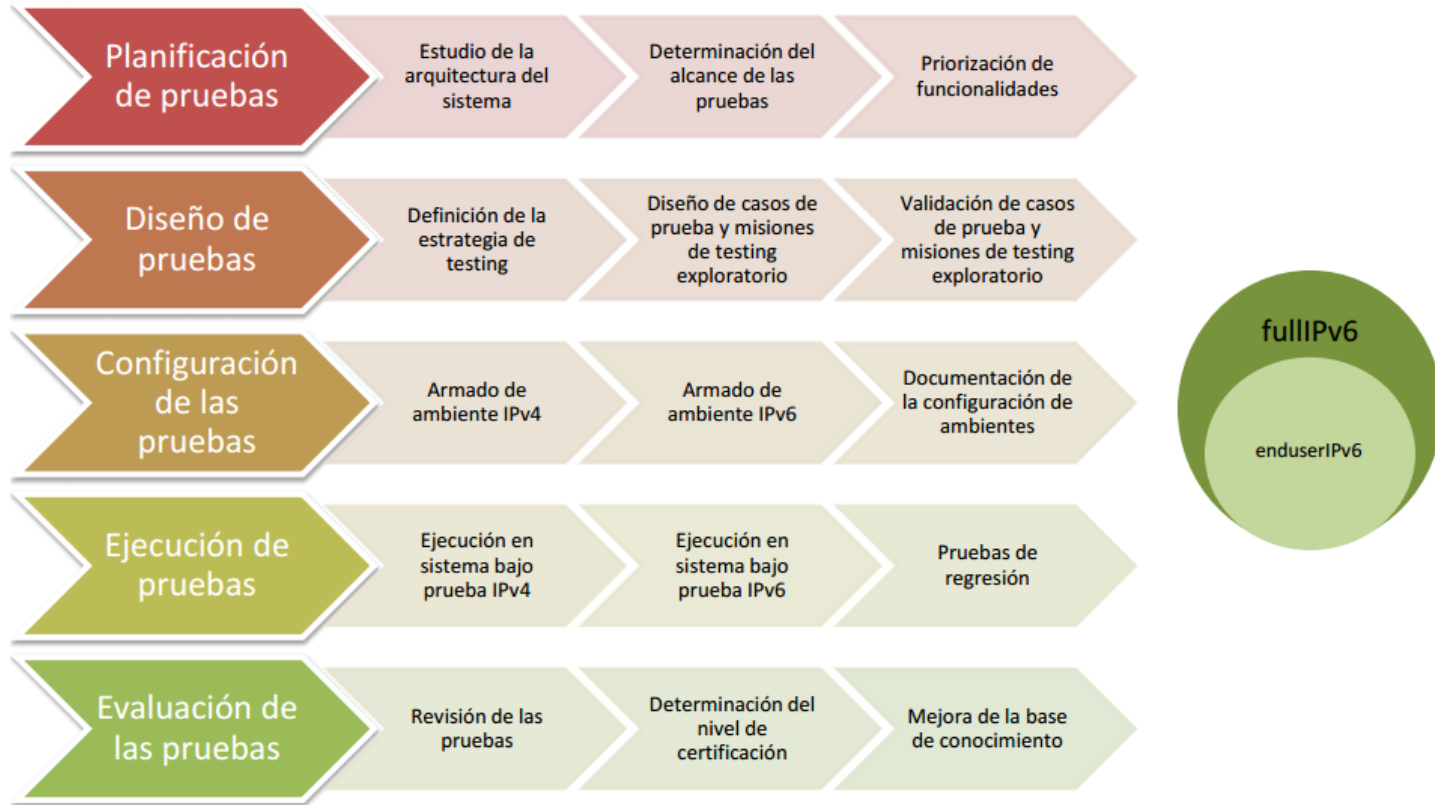 Planificación
de pruebas
Estudio de la
arquitectura del
sistema
Determinación del
alcance de las
pruebas
Priorización de
funcionalidades
Diseño de
pruebas
Definición de la
estrategia de
testing
Diseño de casos de
prueba y misiones
de testing
exploratorio
Validación de casos
de prueba y
misiones de testing
exploratorio
Configuración
de las
pruebas
Armado de
ambiente IPv4
Armado de
ambiente IPv6
Documentación de
la configuración de
ambientes
Ejecución de
pruebas
Ejecución en
sistema bajo
prueba IPv4
Ejecución en
sistema bajo
prueba IPv6
Pruebas de
regresión
Evaluación de
las pruebas
Revisión de las
pruebas
Determinación del
nivel de
certificación
Mejora de la base
de conocimiento
fullIPv6
enduserIPv6